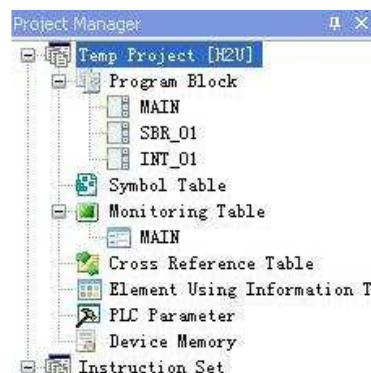 Project Manager
Temp Project [H2U]
Program Block
MAIN
SBR_01
INT_01
Symbol Table
Monitoring Table
MAIN
Cross Reference Table
Element Using Information T
PLC Parameter
Device Memory
Instruction Set